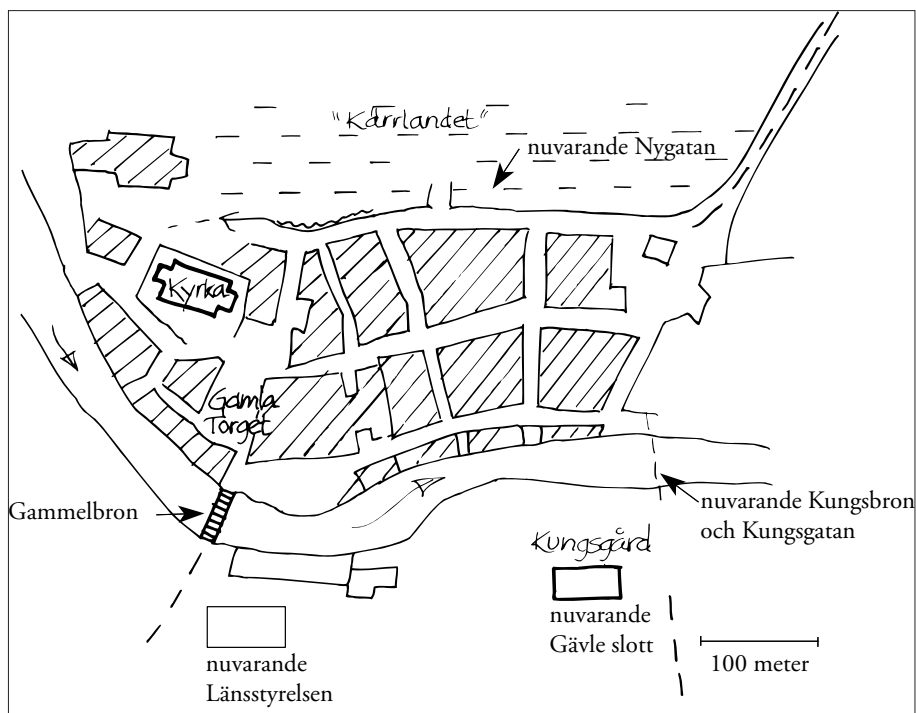 "Kärrlandet"
nuvarande Nygatan
Kyrka
Gamla
Torget
Gammelbron
nuvarande Kungsbron
och Kungsgatan
Kungsgård
nuvarande
Gävle slott
100 meter
nuvarande
Länsstyrelsen